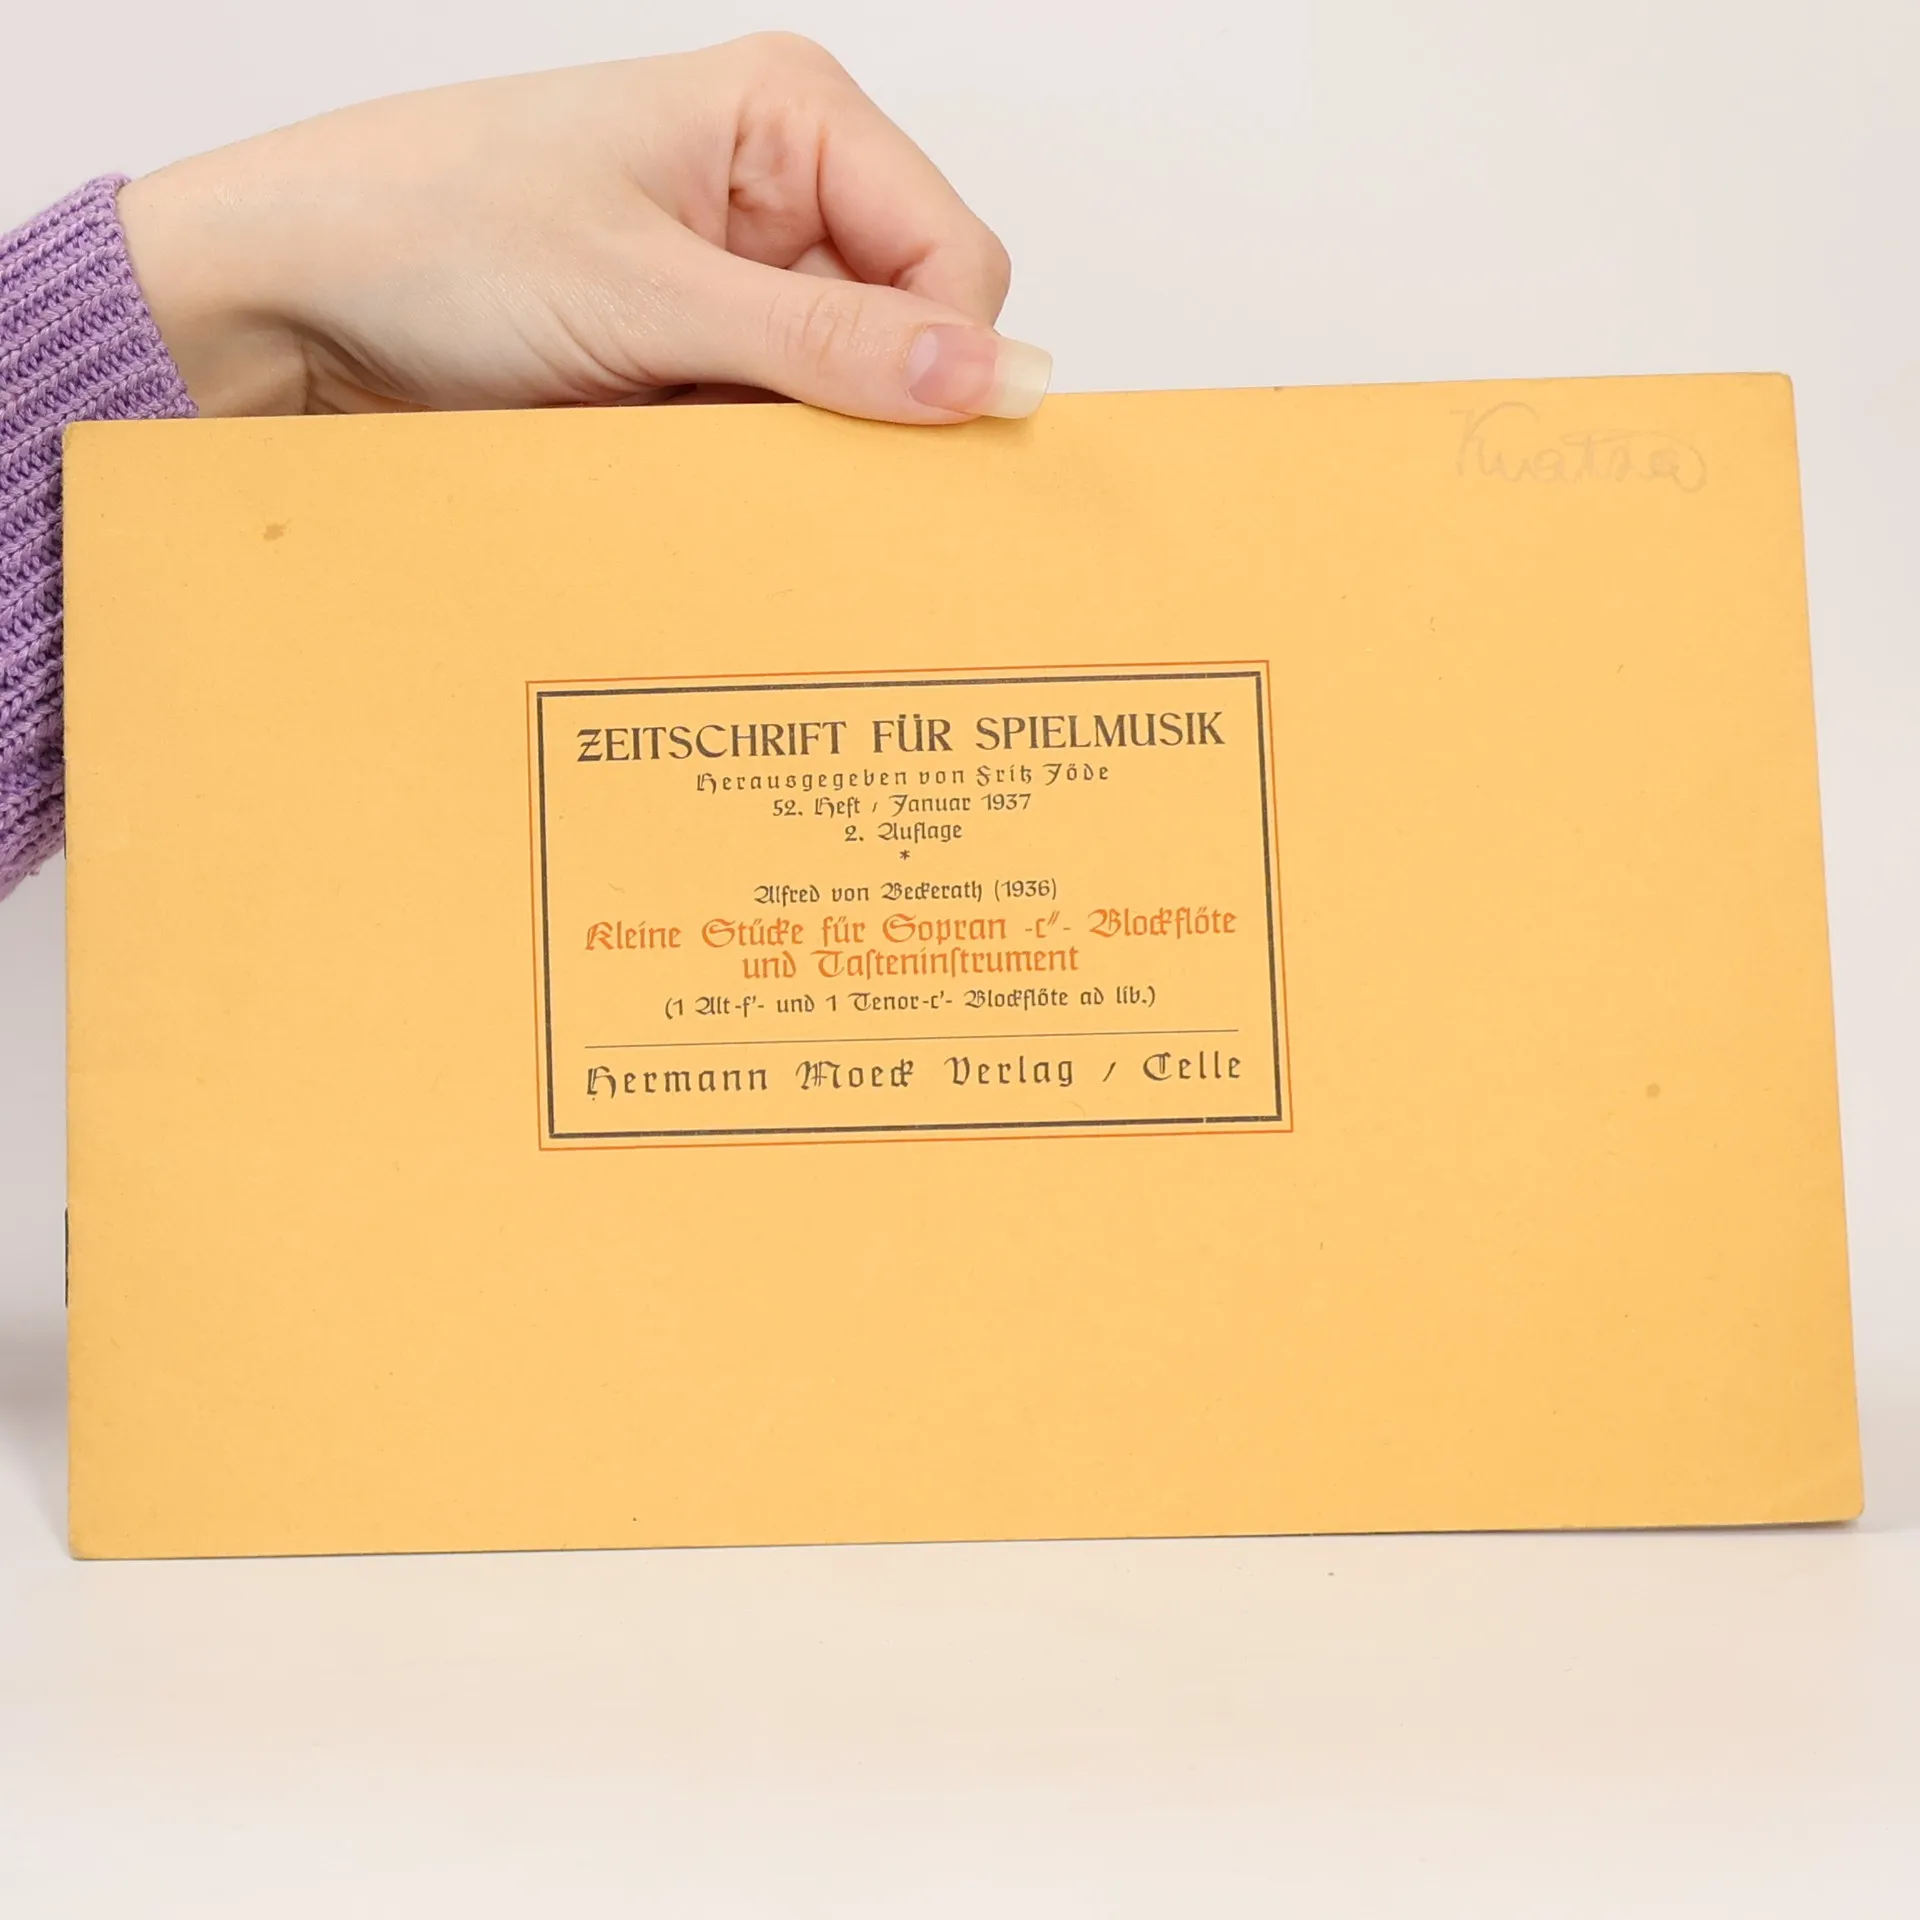 ZEITSCHRIFT FÜR SPIELMUSIK
Herausgegeben von Fritz Jöde
52. Heft / Januar 1937
2. Auflage
*
Alfred von Beckerath (1936)
Kleine Stücke für Sopran -c''- Blockflöte
und Taſteninſtrument
(1 Alt-f'- und 1 Tenor-c'- Blockflöte ad lib.)
Hermann Moeck Verlag / Celle